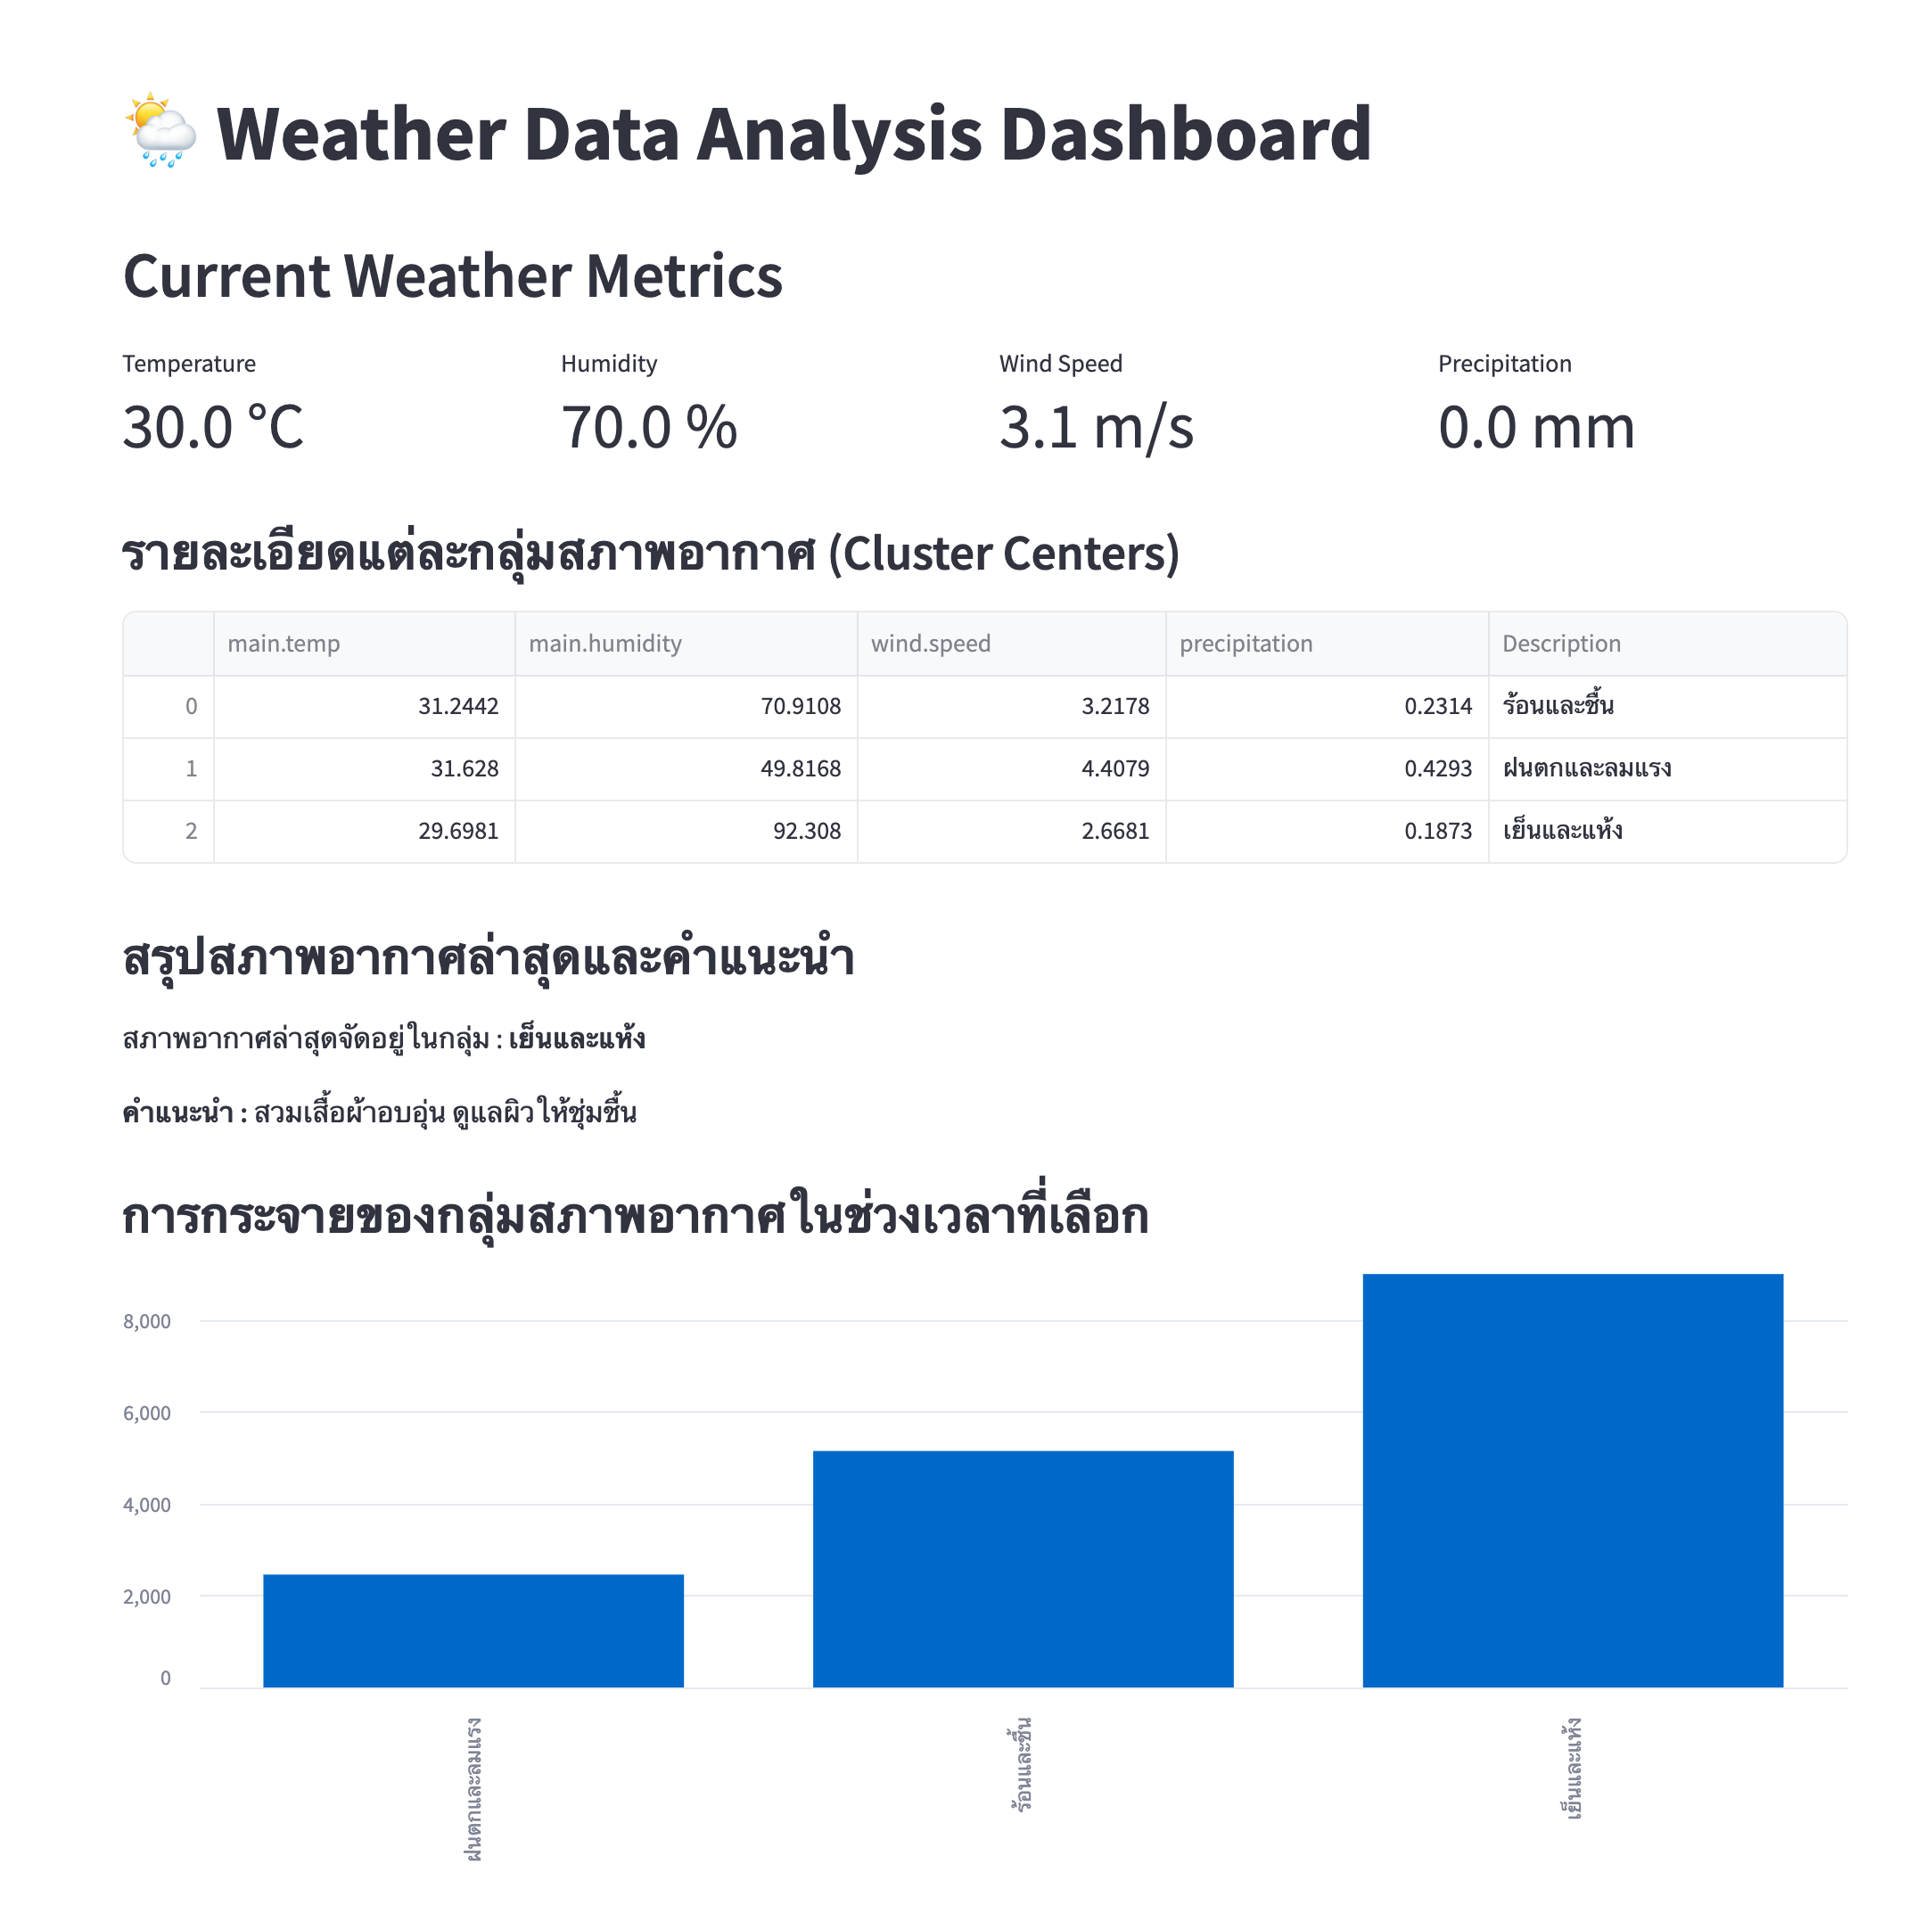 Weather Data Analysis Dashboard
Current Weather Metrics
Temperature Humidity Wind Speed Precipitation
30.0 °C 70.0 % 3.1 m/s 0.0 mm
รายละเอียดแต่ละกลุ่มสภาพอากาศ (Cluster Centers)
main.temp main.humidity wind.speed precipitation Description
0 31.2442 70.9108 3.2178 0.2314 ร้อนและชื้น
1 31.628 49.8168 4.4079 0.4293 ฝนตกและลมแรง
2 29.6981 92.308 2.6681 0.1873 เย็นและแห้ง
สรุปสภาพอากาศล่าสุดและคำแนะนำ
สภาพอากาศล่าสุดจัดอยู่ในกลุ่ม : เย็นและแห้ง
คำแนะนำ : สวมเสื้อผ้าอบอุ่น ดูแลผิวให้ชุ่มชื้น
การกระจายของกลุ่มสภาพอากาศในช่วงเวลาที่เลือก
8,000
6,000
4,000
2,000
0
ฝนตกและลมแรง ร้อนและชื้น เย็นและแห้ง